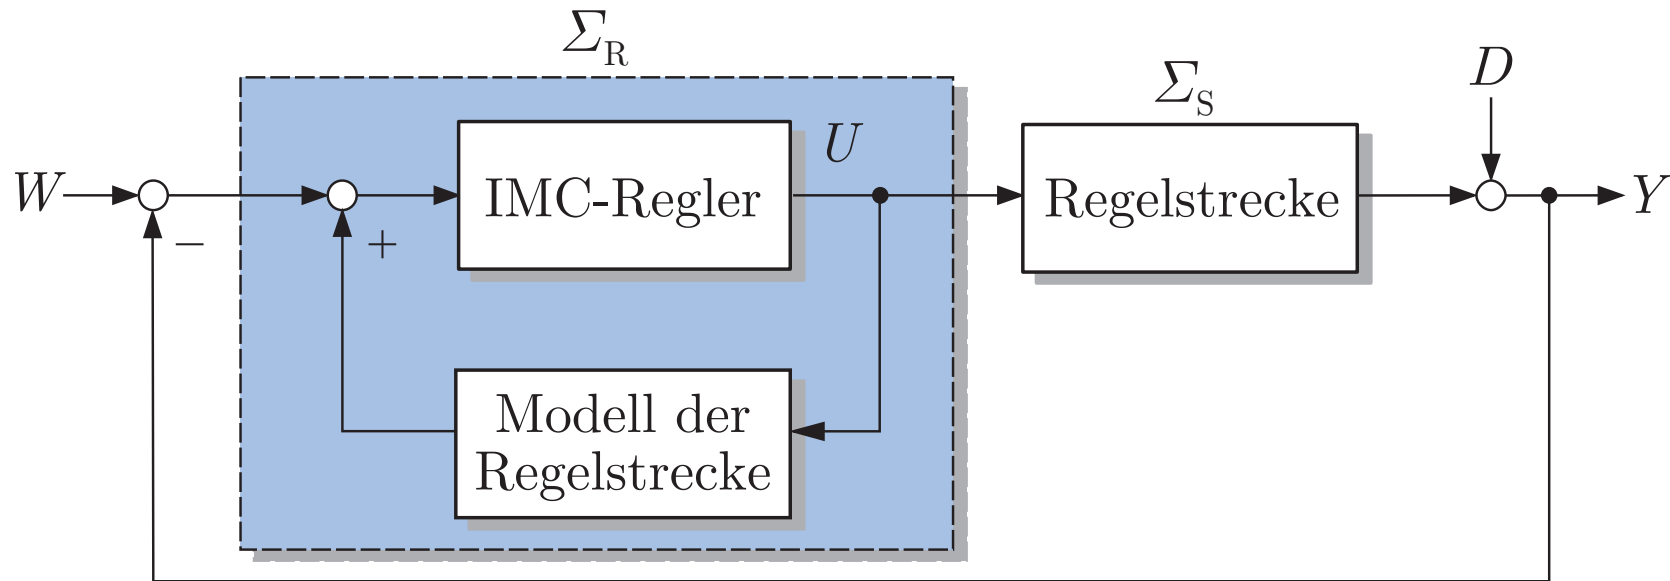 Σ_R
D
Σ_S
U
W
IMC-Regler
Regelstrecke
Y
−
+
Modell der
Regelstrecke